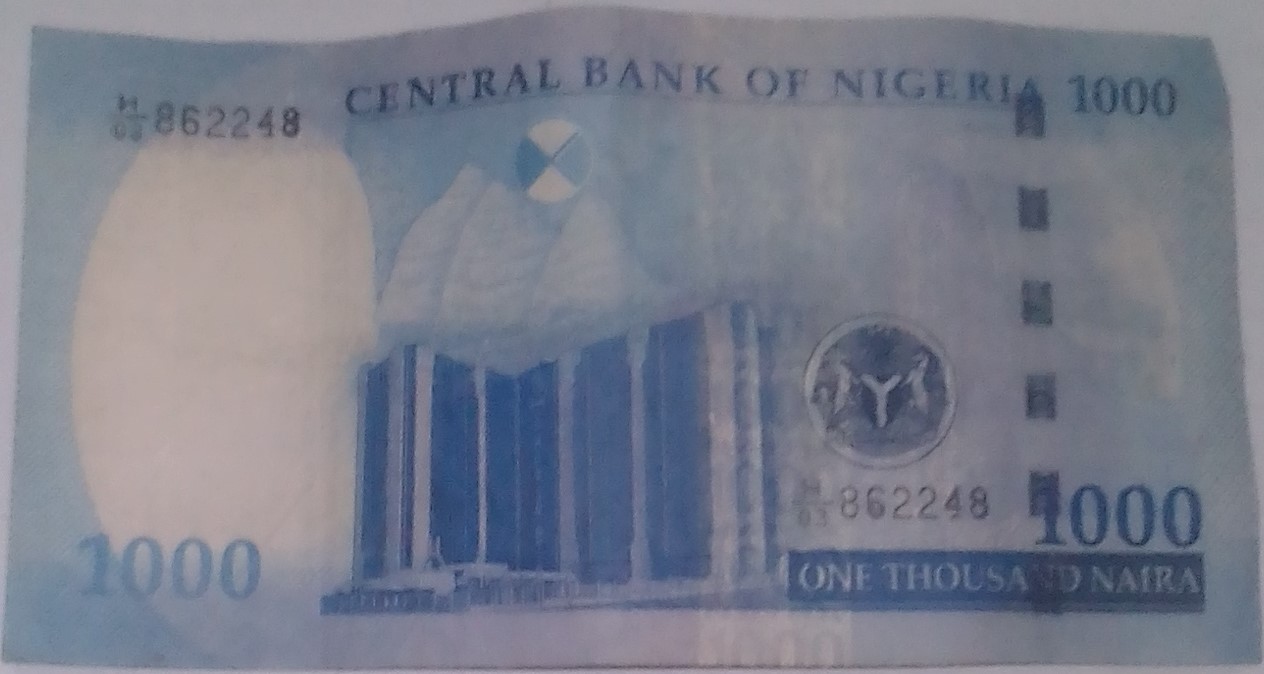 CENTRAL BANK OF NIGERIA 1000
H/03 862248
H/03 862248
1000
1000
ONE THOUSAND NAIRA